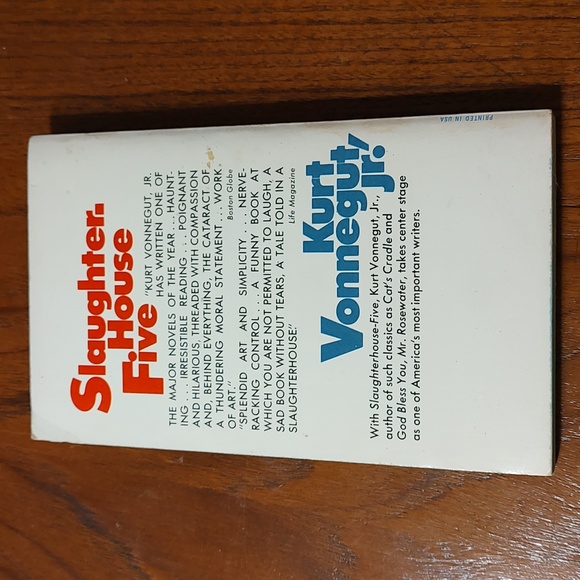 Slaughter-
House
Five "KURT VONNEGUT, JR.
HAS WRITTEN ONE OF
THE MAJOR NOVELS OF THE YEAR . . . HAUNT-
ING . . . IRRESISTIBLE READING . . . POIGNANT
AND HILARIOUS, THREADED WITH COMPASSION
AND, BEHIND EVERYTHING, THE CATARACT OF
A THUNDERING MORAL STATEMENT . . . WORK
OF ART." Boston Globe
"SPLENDID ART AND SIMPLICITY . . . NERVE-
RACKING CONTROL . . . A FUNNY BOOK AT
WHICH YOU ARE NOT PERMITTED TO LAUGH, A
SAD BOOK WITHOUT TEARS, A TALE TOLD IN A
SLAUGHTERHOUSE." Life Magazine
Kurt
Vonnegut,
Jr.
With Slaughterhouse-Five, Kurt Vonnegut, Jr.,
author of such classics as Cat's Cradle and
God Bless You, Mr. Rosewater, takes center stage
as one of America's most important writers.
PRINTED IN USA